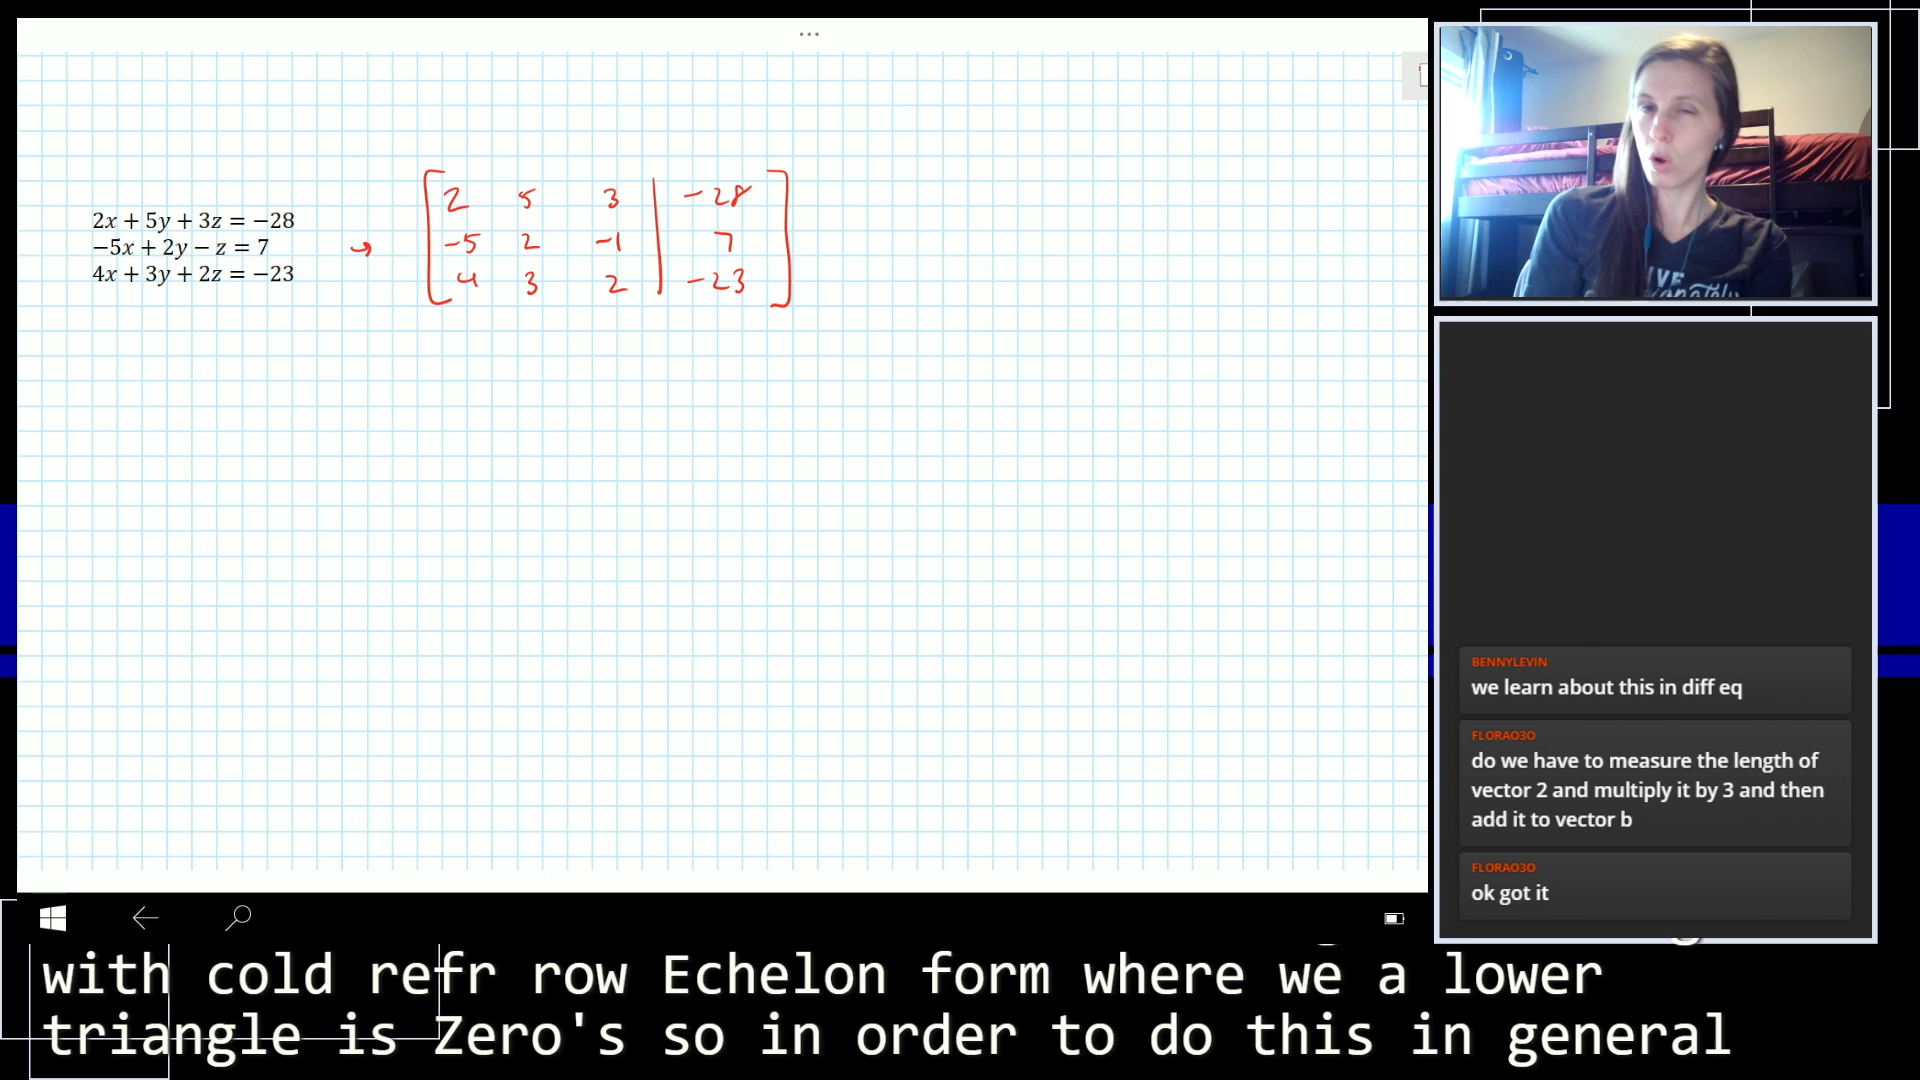 ...
2x + 5y + 3z = −28
−5x + 2y − z = 7
4x + 3y + 2z = −23
→
2 5 3 | -28
-5 2 -1 | 7
4 3 2 | -23
BENNYLEVIN
we learn about this in diff eq
FLORAO3O
do we have to measure the length of
vector 2 and multiply it by 3 and then
add it to vector b
FLORAO3O
ok got it
with cold refr row Echelon form where we a lower
triangle is Zero's so in order to do this in general